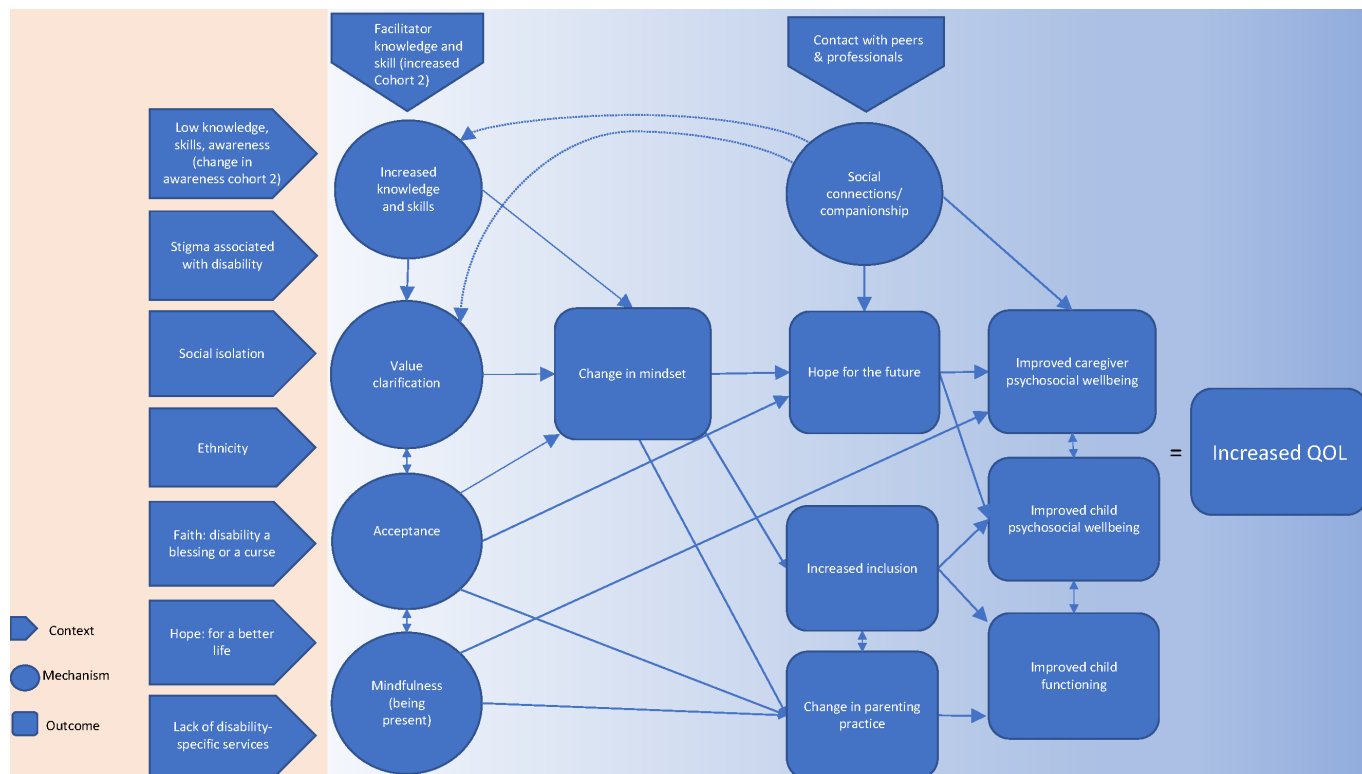 Facilitator
knowledge and
skill (increased
Cohort 2)
Contact with peers
& professionals
Low knowledge,
skills, awareness
(change in
awareness cohort 2)
Stigma associated
with disability
Social isolation
Ethnicity
Faith: disability a
blessing or a curse
Hope: for a better
life
Lack of disability-
specific services
Context
Mechanism
Outcome
Increased
knowledge
and skills
Value
clarification
Acceptance
Mindfulness
(being
present)
Change in mindset
Social
connections/
companionship
Hope for the future
Increased inclusion
Change in parenting
practice
Improved caregiver
psychosocial wellbeing
Improved child
psychosocial wellbeing
Improved child
functioning
=
Increased QOL